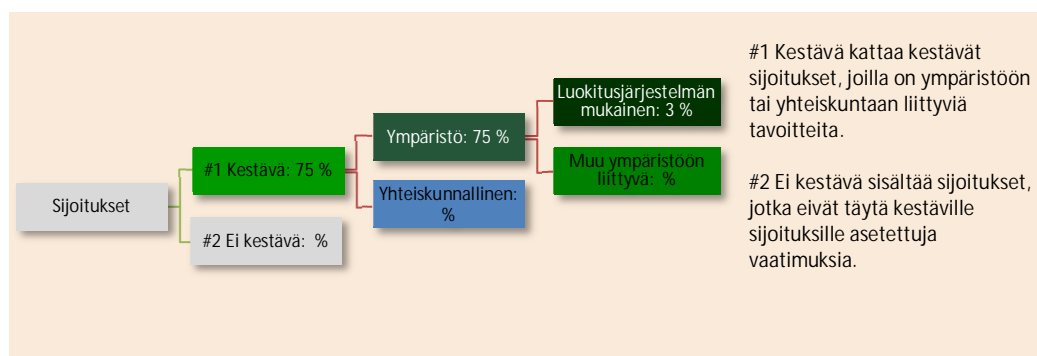 Sijoitukset
#1 Kestävä: 75 %
#2 Ei kestävä:  %
Ympäristö: 75 %
Yhteiskunnallinen:
%
Luokitusjärjestelmän
mukainen: 3 %
Muu ympäristöön
liittyvä:  %
#1 Kestävä kattaa kestävät
sijoitukset, joilla on ympäristöön
tai yhteiskuntaan liittyviä
tavoitteita.
#2 Ei kestävä sisältää sijoitukset,
jotka eivät täytä kestäville
sijoituksille asetettuja
vaatimuksia.